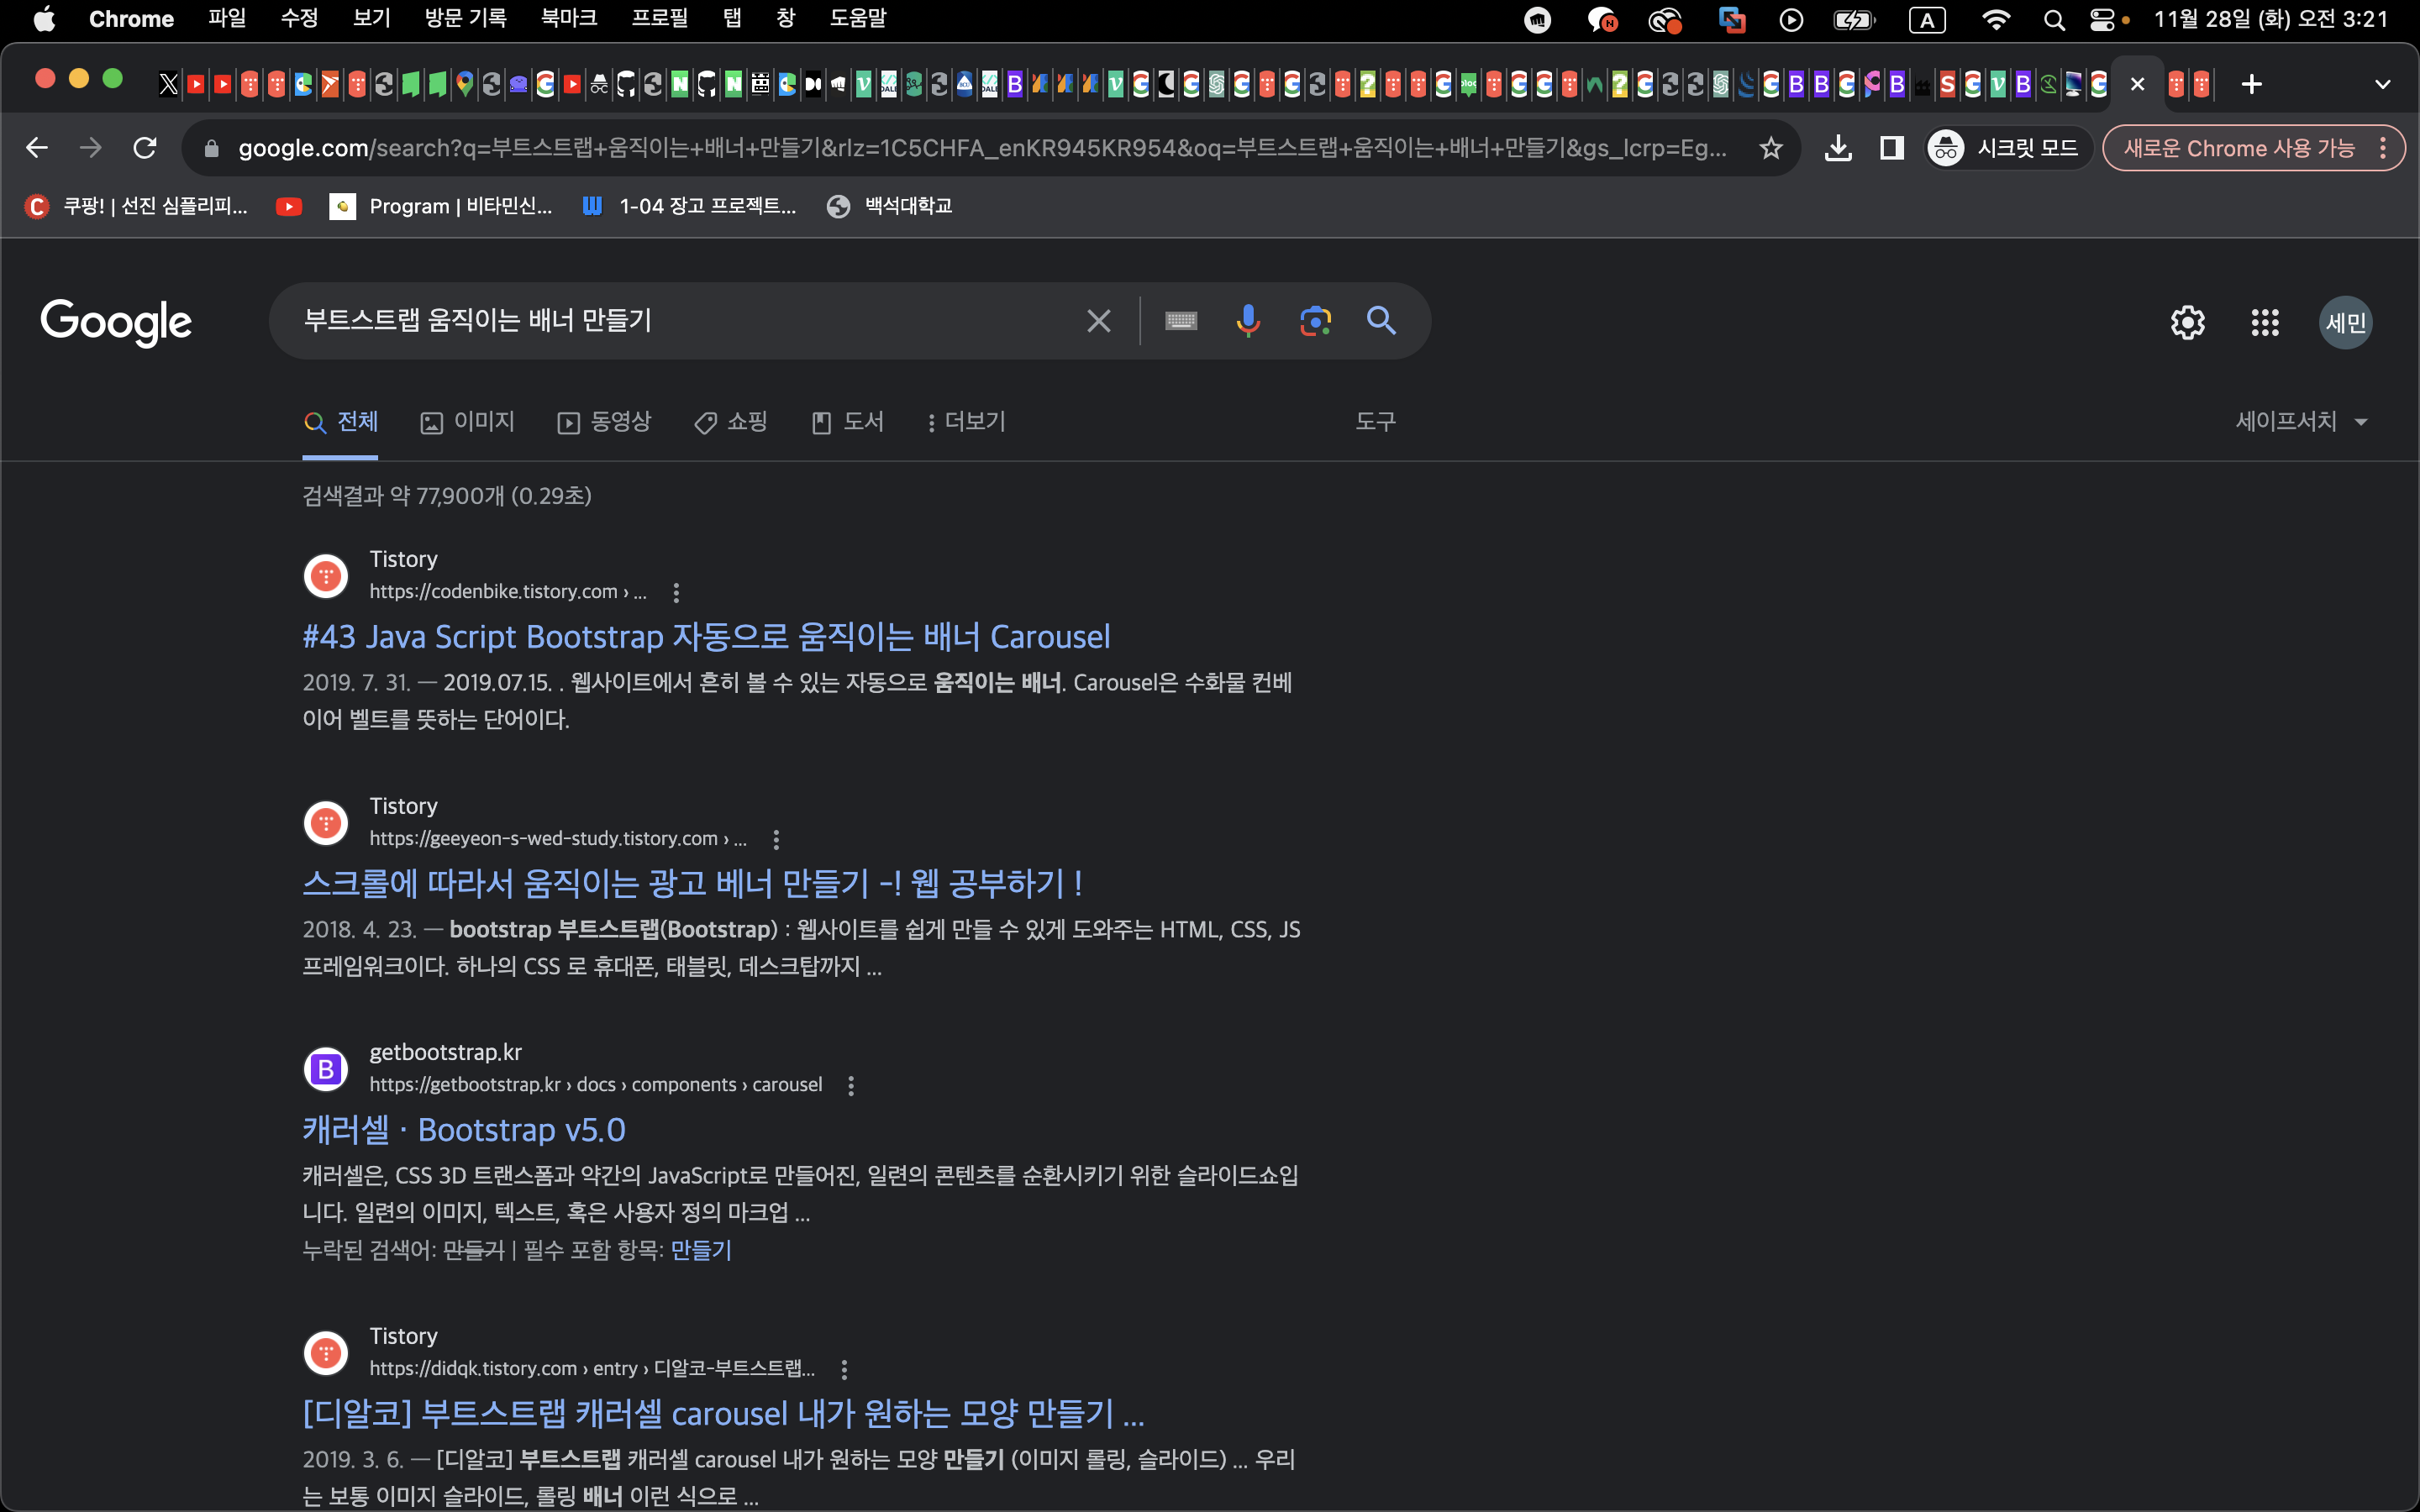 Chrome 파일 수정 보기 방문 기록 북마크 프로필 탭 창 도움말 A 11월 28일 (화) 오전 3:21
google.com/search?q=부트스트랩+움직이는+배너+만들기&rlz=1C5CHFA_enKR945KR954&oq=부트스트랩+움직이는+배너+만들기&gs_lcrp=Eg... 시크릿 모드 새로운 Chrome 사용 가능
쿠팡! | 선진 심플리피... Program | 비타민신... 1-04 장고 프로젝트... 백석대학교
Google 부트스트랩 움직이는 배너 만들기 세민
전체 이미지 동영상 쇼핑 도서 더보기 도구 세이프서치
검색결과 약 77,900개 (0.29초)
Tistory
https://codenbike.tistory.com › ...
#43 Java Script Bootstrap 자동으로 움직이는 배너 Carousel
2019. 7. 31. — 2019.07.15. . 웹사이트에서 흔히 볼 수 있는 자동으로 움직이는 배너. Carousel은 수화물 컨베
이어 벨트를 뜻하는 단어이다.
Tistory
https://geeyeon-s-wed-study.tistory.com › ...
스크롤에 따라서 움직이는 광고 베너 만들기 -! 웹 공부하기 !
2018. 4. 23. — bootstrap 부트스트랩(Bootstrap) : 웹사이트를 쉽게 만들 수 있게 도와주는 HTML, CSS, JS
프레임워크이다. 하나의 CSS 로 휴대폰, 태블릿, 데스크탑까지 ...
getbootstrap.kr
https://getbootstrap.kr › docs › components › carousel
캐러셀 · Bootstrap v5.0
캐러셀은, CSS 3D 트랜스폼과 약간의 JavaScript로 만들어진, 일련의 콘텐츠를 순환시키기 위한 슬라이드쇼입
니다. 일련의 이미지, 텍스트, 혹은 사용자 정의 마크업 ...
누락된 검색어: 만들기 | 필수 포함 항목: 만들기
Tistory
https://didqk.tistory.com › entry › 디알코-부트스트랩...
[디알코] 부트스트랩 캐러셀 carousel 내가 원하는 모양 만들기 ...
2019. 3. 6. — [디알코] 부트스트랩 캐러셀 carousel 내가 원하는 모양 만들기 (이미지 롤링, 슬라이드) ... 우리
는 보통 이미지 슬라이드, 롤링 배너 이런 식으로 ...